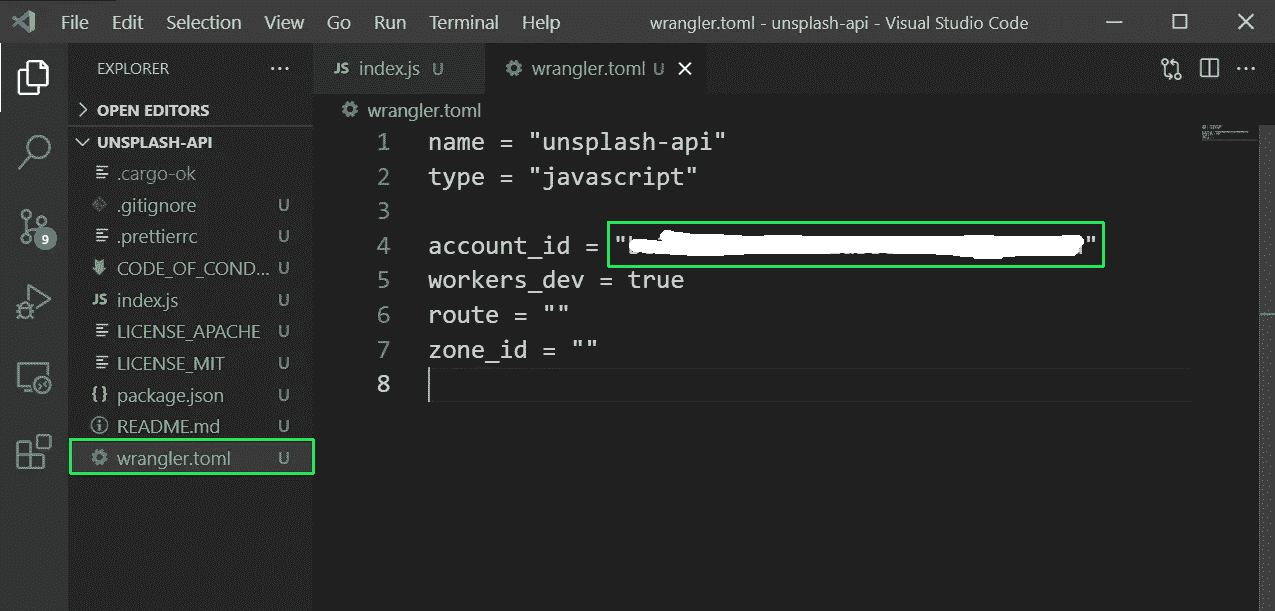 File Edit Selection View Go Run Terminal Help wrangler.toml - unsplash-api - Visual Studio Code
EXPLORER ...
OPEN EDITORS
UNSPLASH-API
.cargo-ok
.gitignore U
.prettierrc U
CODE_OF_COND... U
JS index.js U
LICENSE_APACHE U
LICENSE_MIT U
{} package.json U
README.md U
wrangler.toml U
9
JS index.js U wrangler.toml U
wrangler.toml
1 name = "unsplash-api"
2 type = "javascript"
3
4 account_id = " "
5 workers_dev = true
6 route = ""
7 zone_id = ""
8